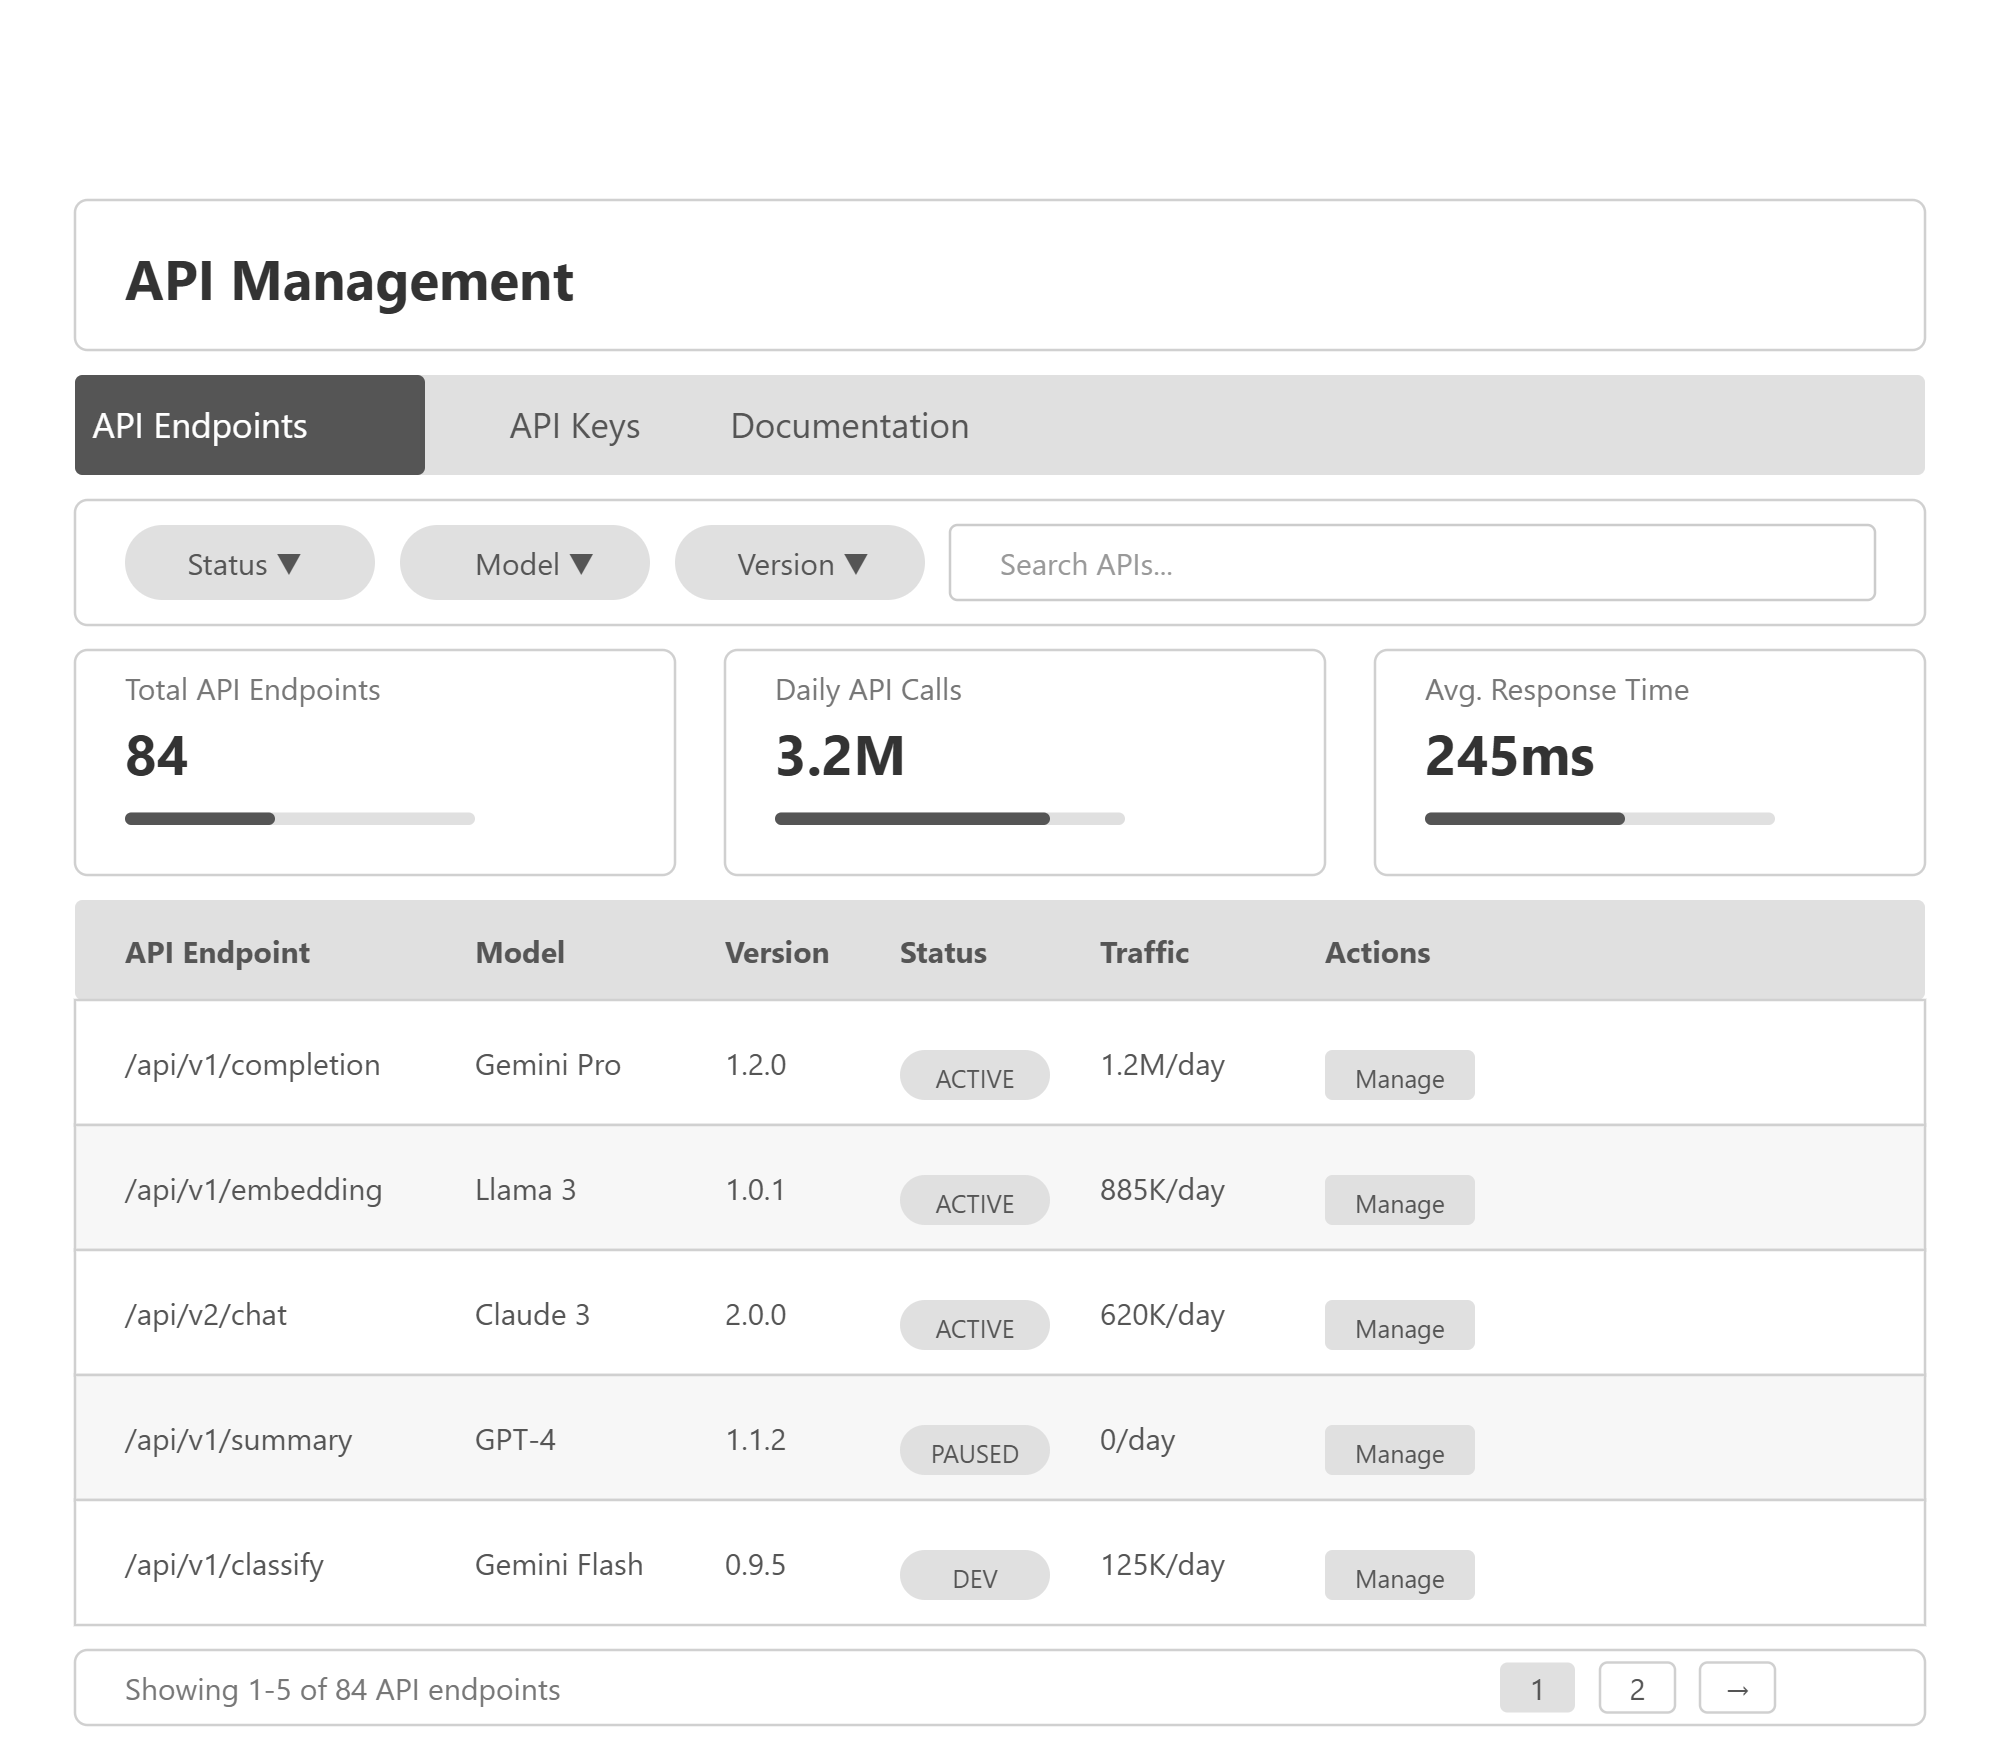 API Management
API Endpoints API Keys Documentation
Status ▼ Model ▼ Version ▼ Search APIs...
Total API Endpoints Daily API Calls Avg. Response Time
84 3.2M 245ms
API Endpoint Model Version Status Traffic Actions
/api/v1/completion Gemini Pro 1.2.0 ACTIVE 1.2M/day Manage
/api/v1/embedding Llama 3 1.0.1 ACTIVE 885K/day Manage
/api/v2/chat Claude 3 2.0.0 ACTIVE 620K/day Manage
/api/v1/summary GPT-4 1.1.2 PAUSED 0/day Manage
/api/v1/classify Gemini Flash 0.9.5 DEV 125K/day Manage
Showing 1-5 of 84 API endpoints 1 2 →